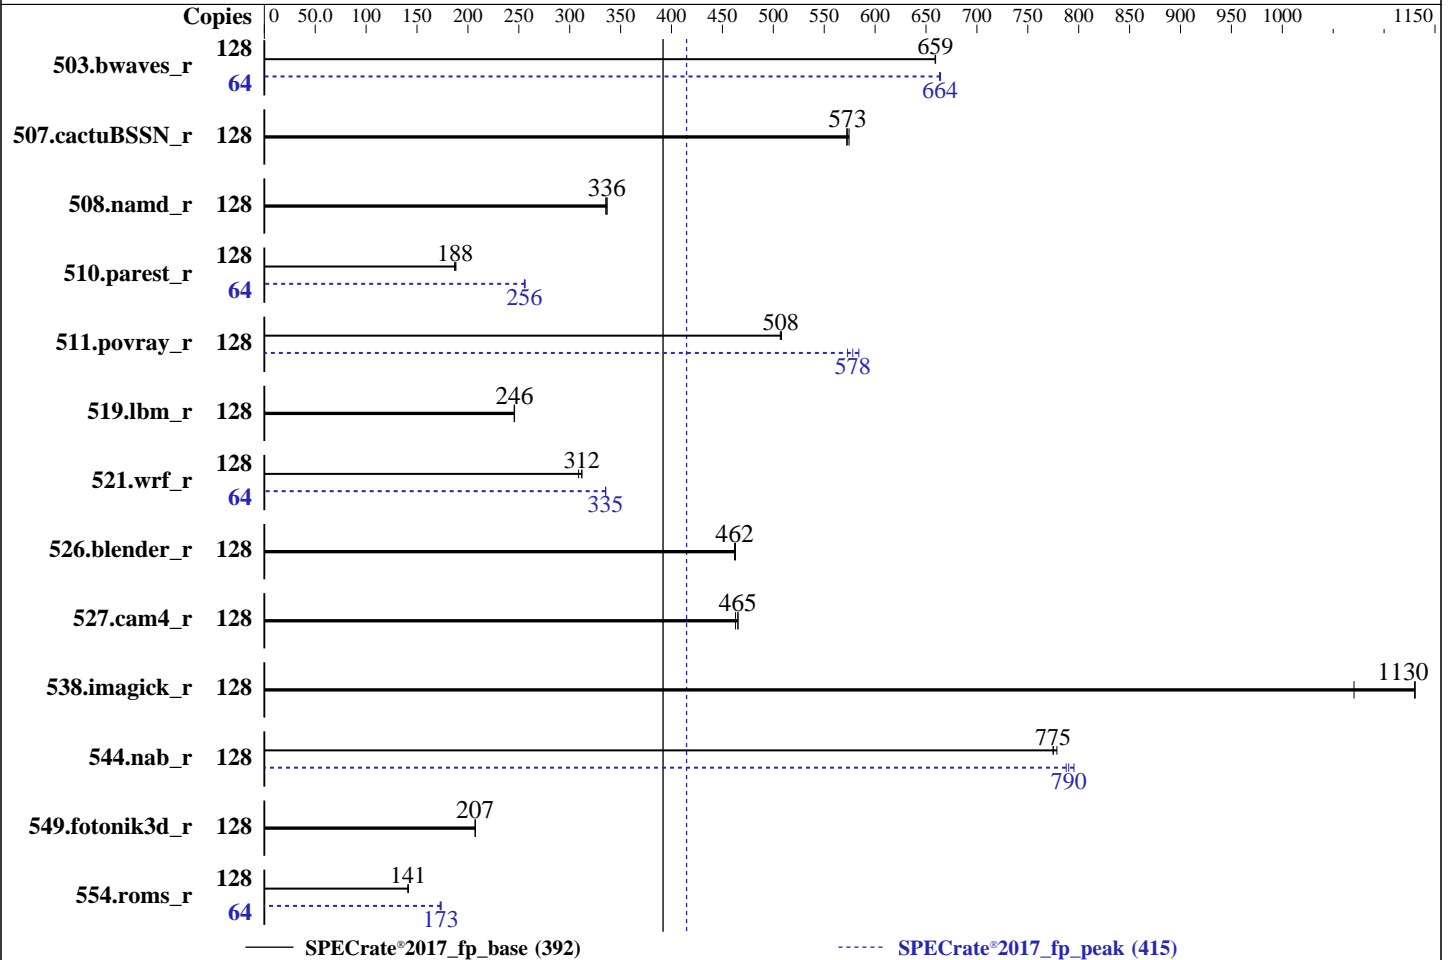 Copies 0 50.0 100 150 200 250 300 350 400 450 500 550 600 650 700 750 800 850 900 950 1000 1150
503.bwaves_r 128 659
64 664
507.cactuBSSN_r 128 573
508.namd_r 128 336
510.parest_r 128 188
64 256
511.povray_r 128 508
578
519.lbm_r 128 246
521.wrf_r 128 312
64 335
526.blender_r 128 462
527.cam4_r 128 465
538.imagick_r 128 1130
544.nab_r 128 775
790
549.fotonik3d_r 128 207
554.roms_r 128 141
64 173
SPECrate®2017_fp_base (392) SPECrate®2017_fp_peak (415)